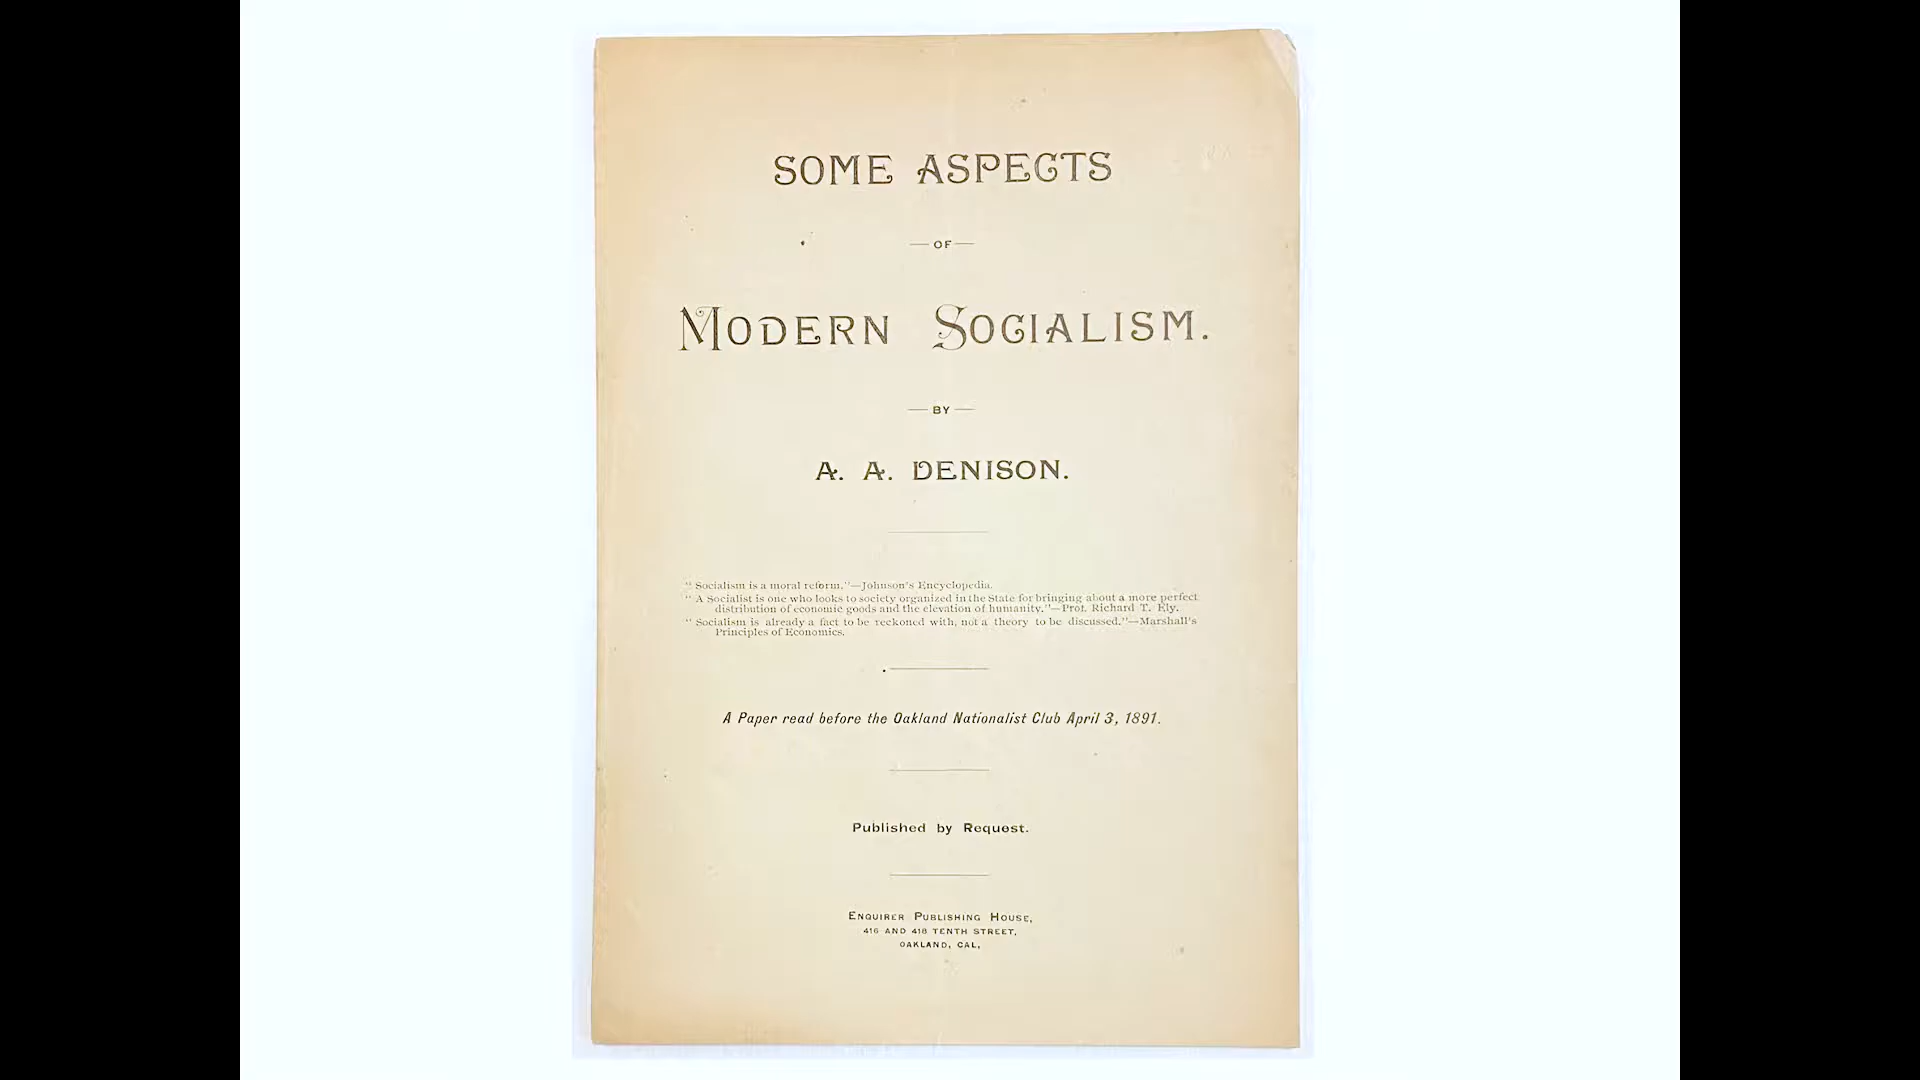 SOME ASPECTS
—OF—
MODERN SOCIALISM.
—BY—
A. A. DENISON.
"Socialism is a moral reform."—Johnson's Encyclopedia.
"A Socialist is one who looks to society organized in the State for bringing about a more perfect
distribution of economic goods and the elevation of humanity."—Prof. Richard T. Ely.
"Socialism is already a fact to be reckoned with, not a theory to be discussed."—Marshall's
Principles of Economics.
A Paper read before the Oakland Nationalist Club April 3, 1891.
Published by Request.
ENQUIRER PUBLISHING HOUSE,
416 AND 418 TENTH STREET,
OAKLAND, CAL,